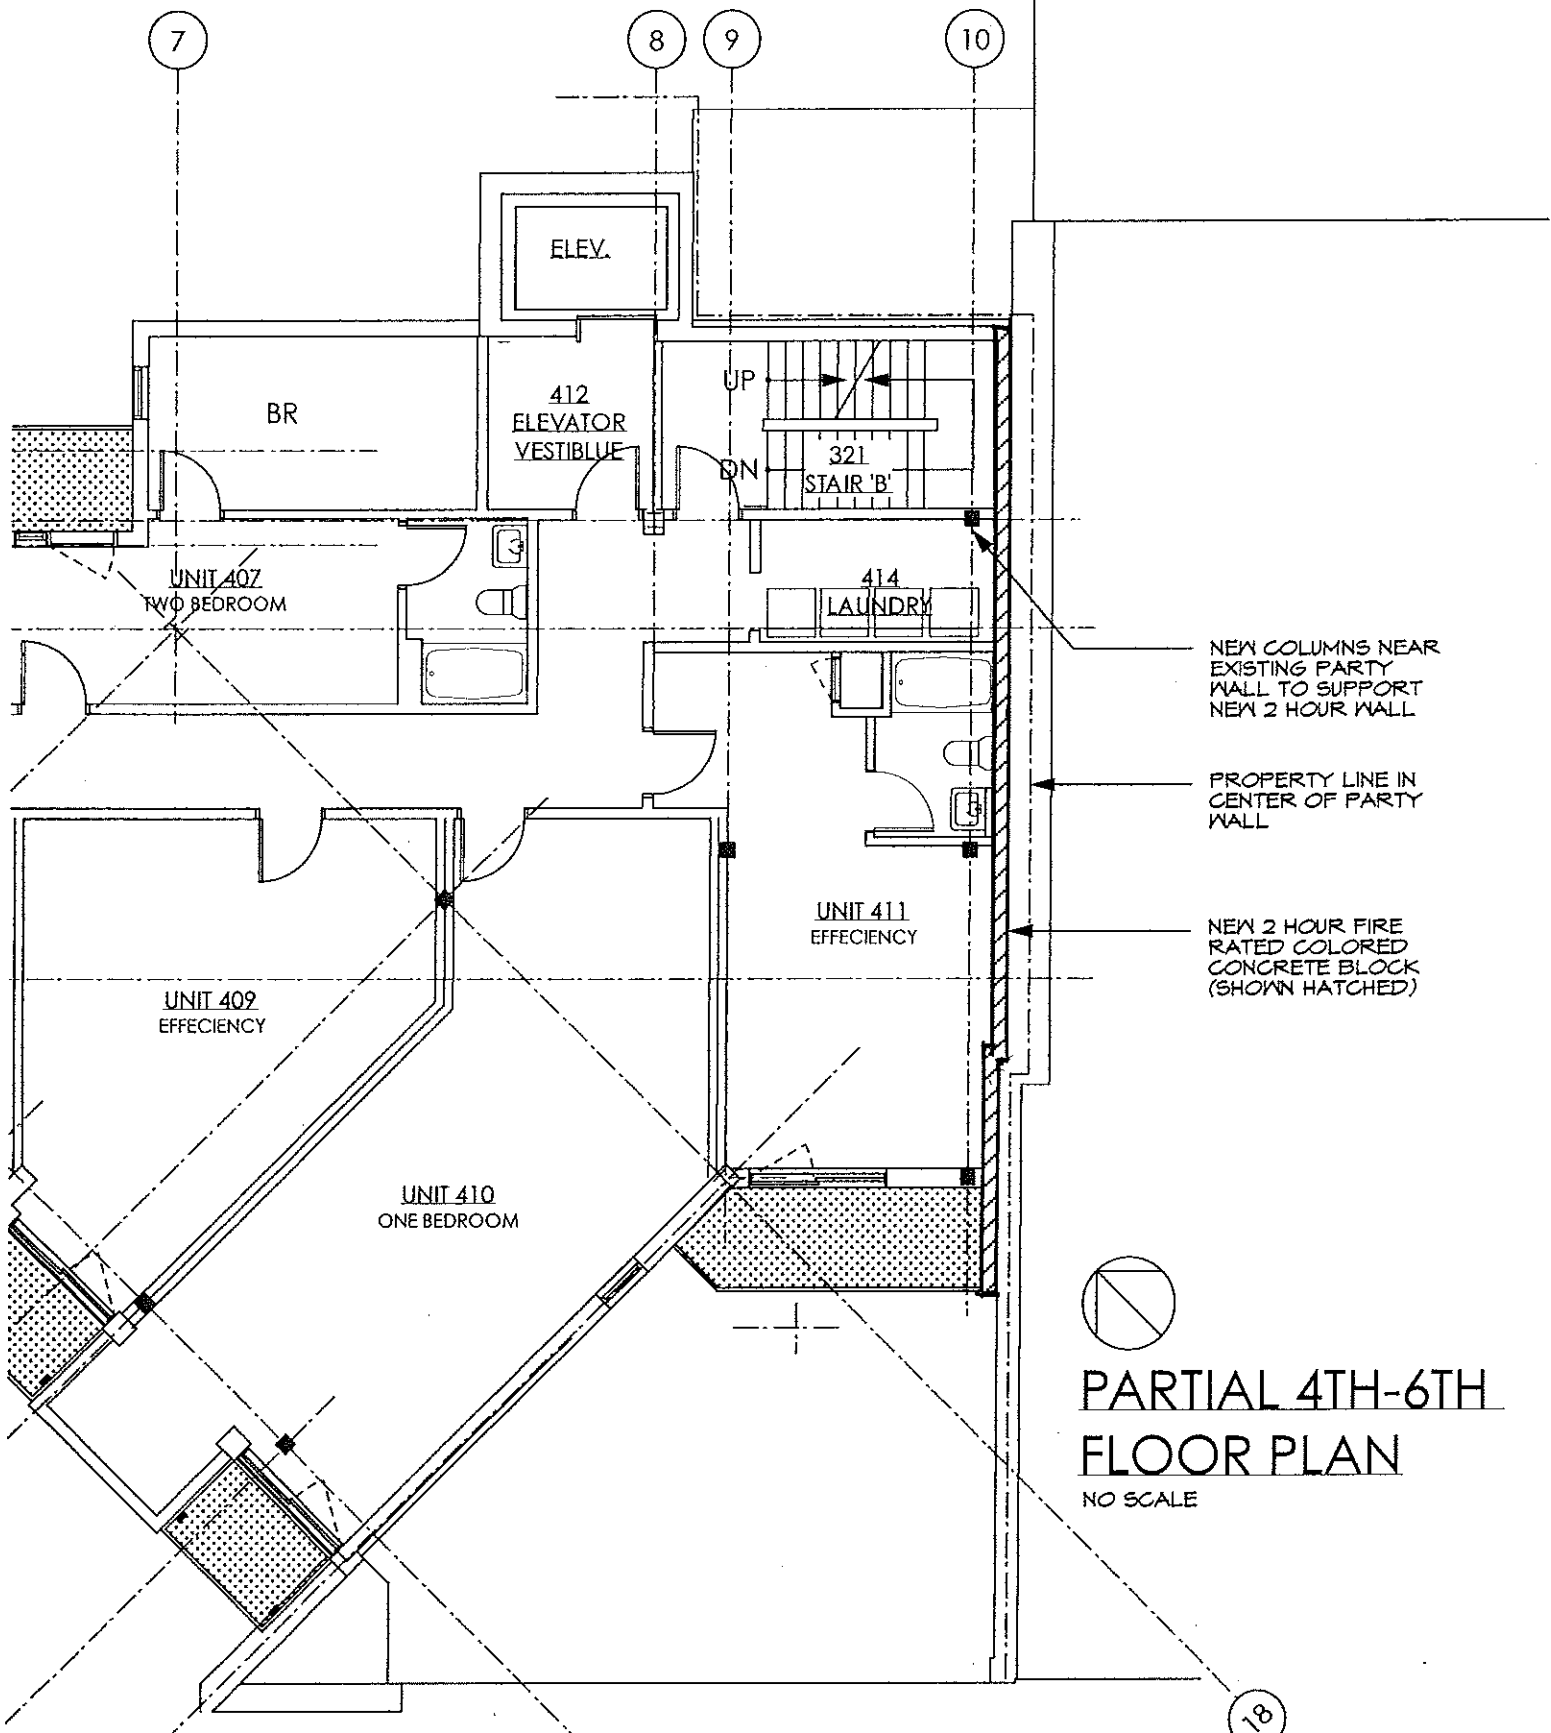 7
8
9
10
ELEV.
BR
412
ELEVATOR
VESTIBLUE
UP
DN
321
STAIR 'B'
UNIT 407
TWO BEDROOM
414
LAUNDRY
NEW COLUMNS NEAR
EXISTING PARTY
WALL TO SUPPORT
NEW 2 HOUR WALL
PROPERTY LINE IN
CENTER OF PARTY
WALL
UNIT 411
EFFECIENCY
NEW 2 HOUR FIRE
RATED COLORED
CONCRETE BLOCK
(SHOWN HATCHED)
UNIT 409
EFFECIENCY
UNIT 410
ONE BEDROOM
PARTIAL 4TH-6TH
FLOOR PLAN
NO SCALE
18